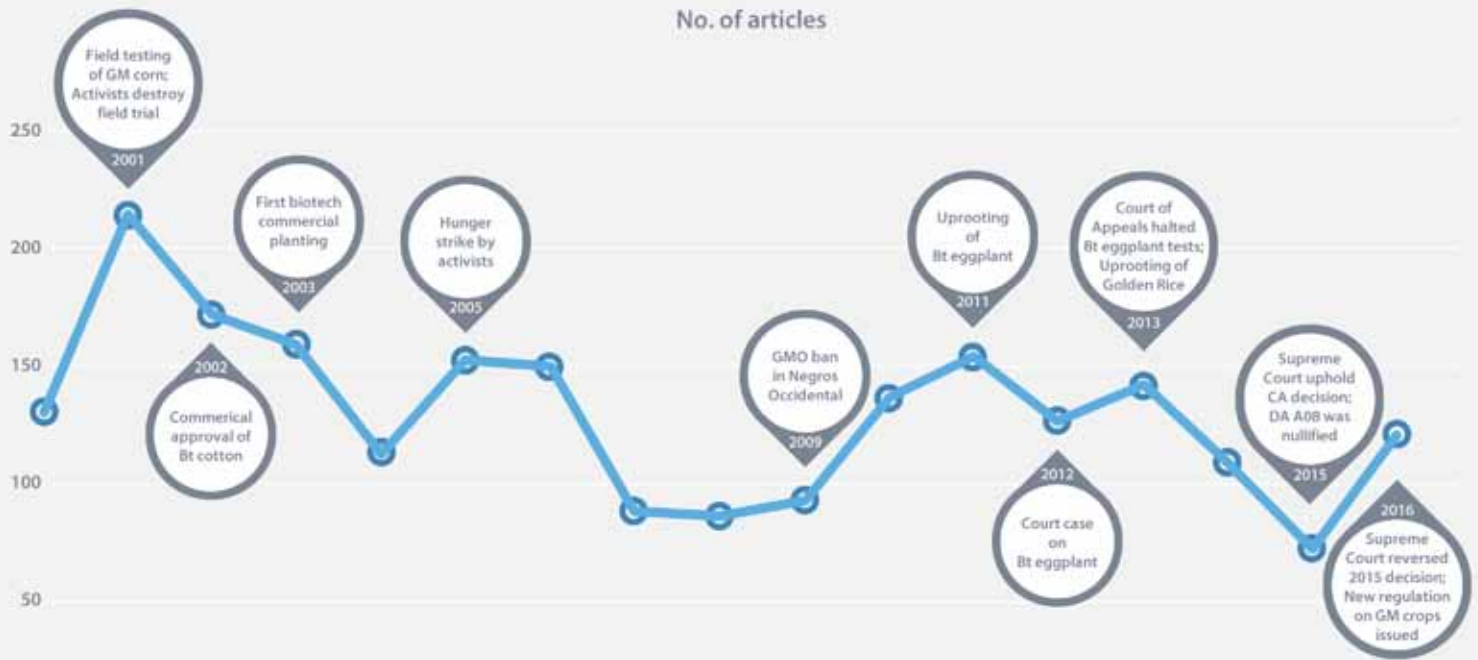 No. of articles
250
200
150
100
50
Field testing
of GM corn;
Activists destroy
field trial
2001
2002
Commerical
approval of
Bt cotton
First biotech
commercial
planting
2003
Hunger
strike by
activists
2005
GMO ban
in Negros
Occidental
2009
Uprooting
of
Bt eggplant
2011
2012
Court case
on
Bt eggplant
Court of
Appeals halted
Bt eggplant tests;
Uprooting of
Golden Rice
2013
Supreme
Court uphold
CA decision;
DA A08 was
nullified
2015
2016
Supreme
Court reversed
2015 decision;
New regulation
on GM crops
issued